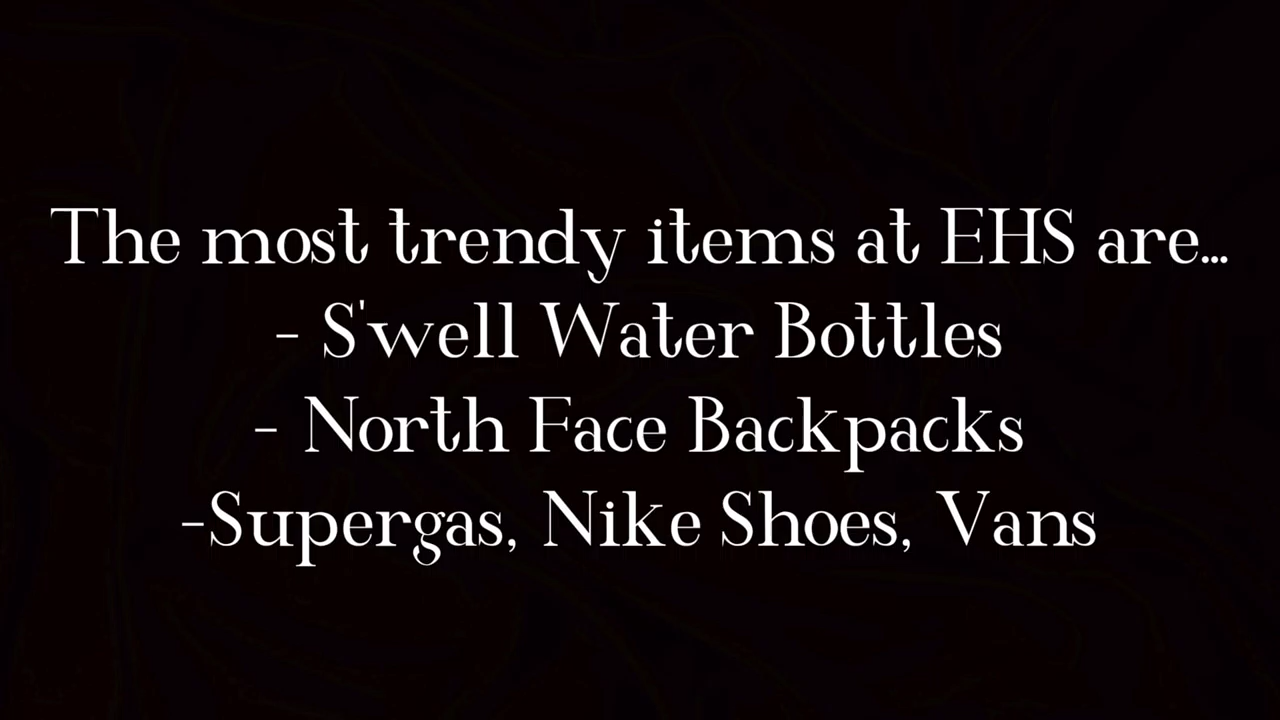 The most trendy items at EHS are...
- S'well Water Bottles
- North Face Backpacks
-Supergas, Nike Shoes, Vans